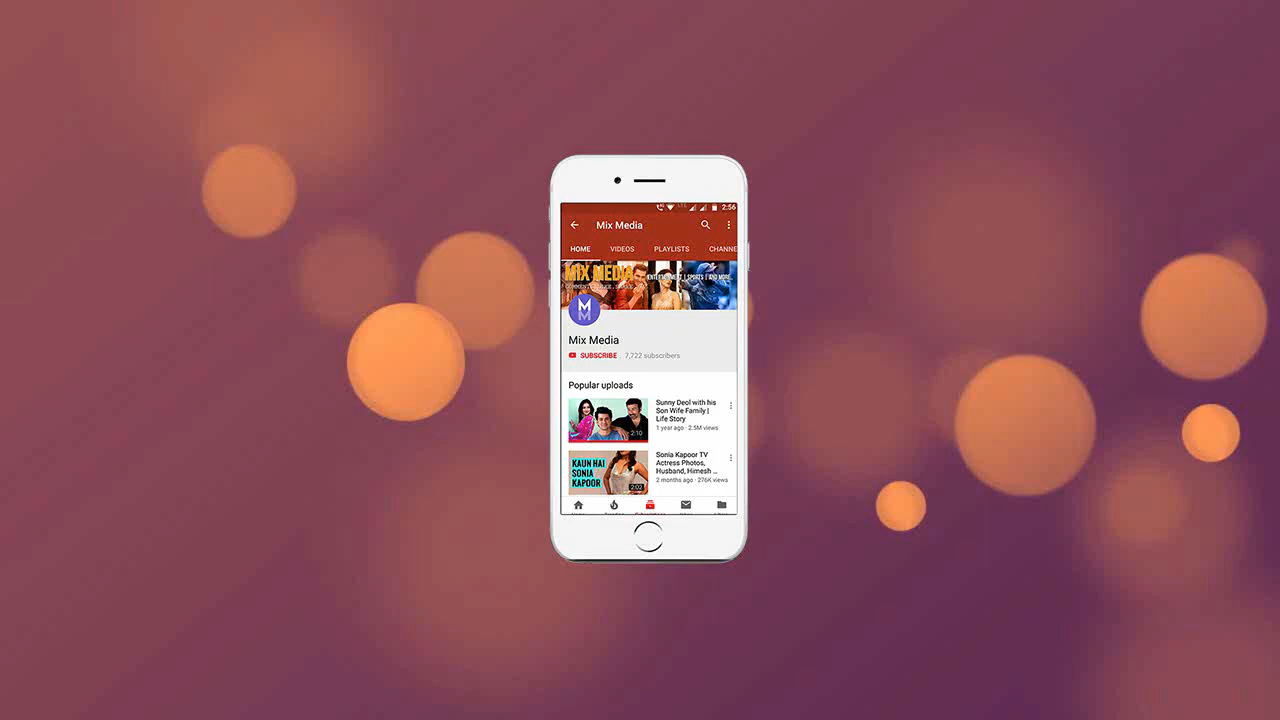 2:56
Mix Media
HOME VIDEOS PLAYLISTS CHANNE
MIX MEDIA
ENTERTAINMENT | SPORTS | AND MORE..
M
M
Mix Media
SUBSCRIBE 7,722 subscribers
Popular uploads
Sunny Deol with his
Son Wife Family |
Life Story
1 year ago · 2.5M views
2:10
Sonia Kapoor TV
Actress Photos,
Husband, Himesh ...
2 months ago · 276K views
KAUN HAI
SONIA
KAPOOR
2:02